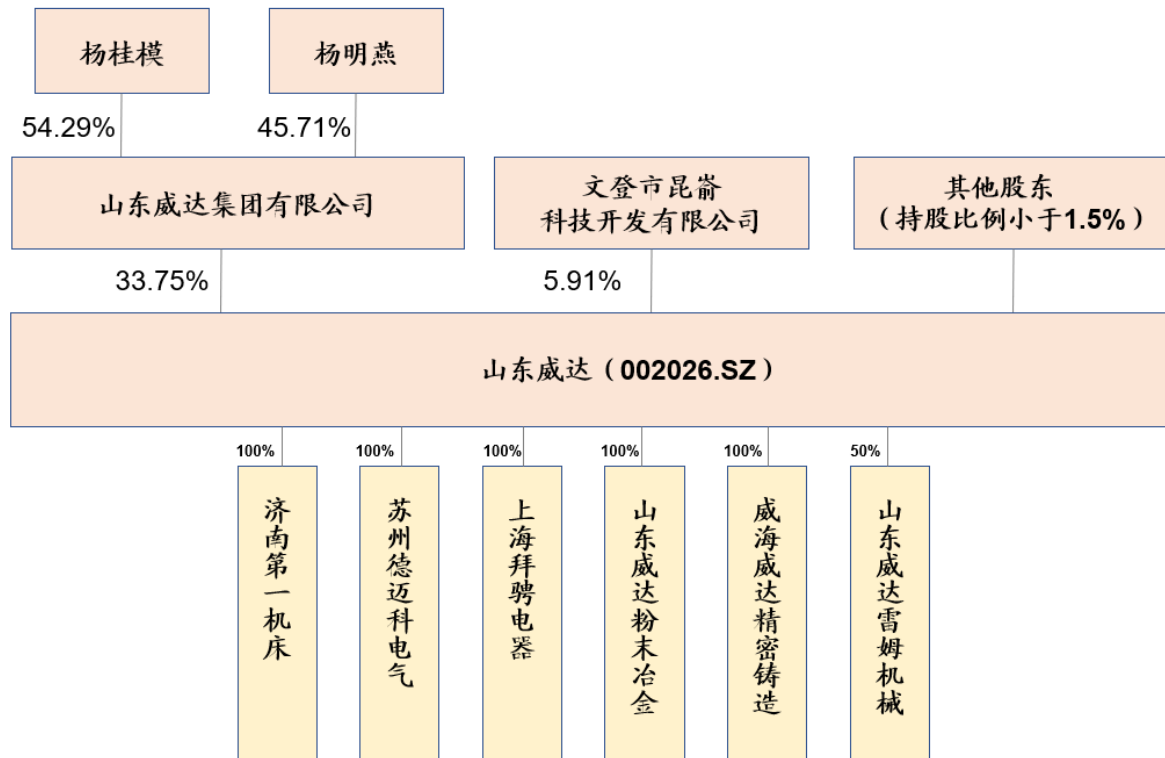 杨桂模
杨明燕
54.29%
45.71%
山东威达集团有限公司
文登市昆嵛
科技开发有限公司
其他股东
（持股比例小于1.5%）
33.75%
5.91%
山东威达（002026.SZ）
100%
100%
100%
100%
100%
50%
济南第一机床
苏州德迈科电气
上海拜骋电器
山东威达粉末冶金
威海威达精密铸造
山东威达雷姆机械